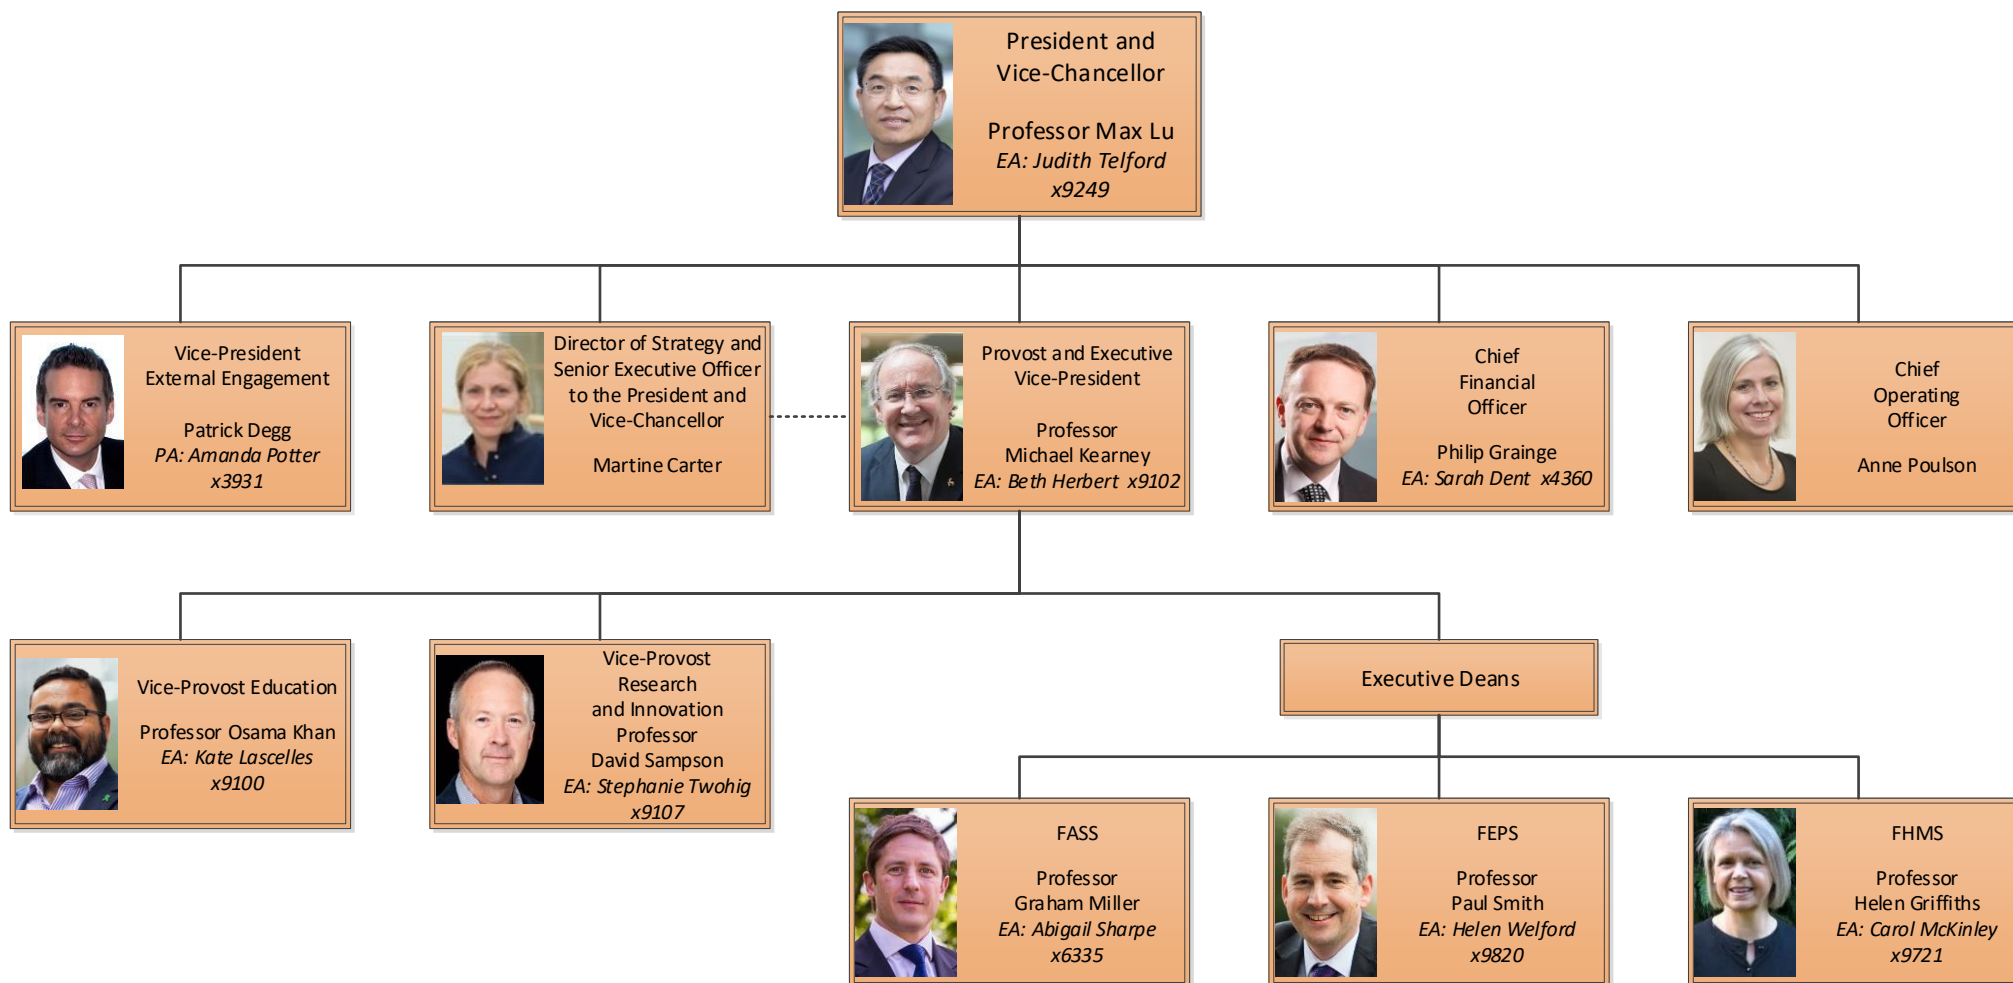 President and
Vice-Chancellor
Professor Max Lu
EA: Judith Telford
x9249
Vice-President
External Engagement
Patrick Degg
PA: Amanda Potter
x3931
Director of Strategy and
Senior Executive Officer
to the President and
Vice-Chancellor
Martine Carter
Provost and Executive
Vice-President
Professor
Michael Kearney
EA: Beth Herbert x9102
Chief
Financial
Officer
Philip Grainge
EA: Sarah Dent x4360
Chief
Operating
Officer
Anne Poulson
Vice-Provost Education
Professor Osama Khan
EA: Kate Lascelles
x9100
Vice-Provost
Research
and Innovation
Professor
David Sampson
EA: Stephanie Twohig
x9107
Executive Deans
FASS
Professor
Graham Miller
EA: Abigail Sharpe
x6335
FEPS
Professor
Paul Smith
EA: Helen Welford
x9820
FHMS
Professor
Helen Griffiths
EA: Carol McKinley
x9721